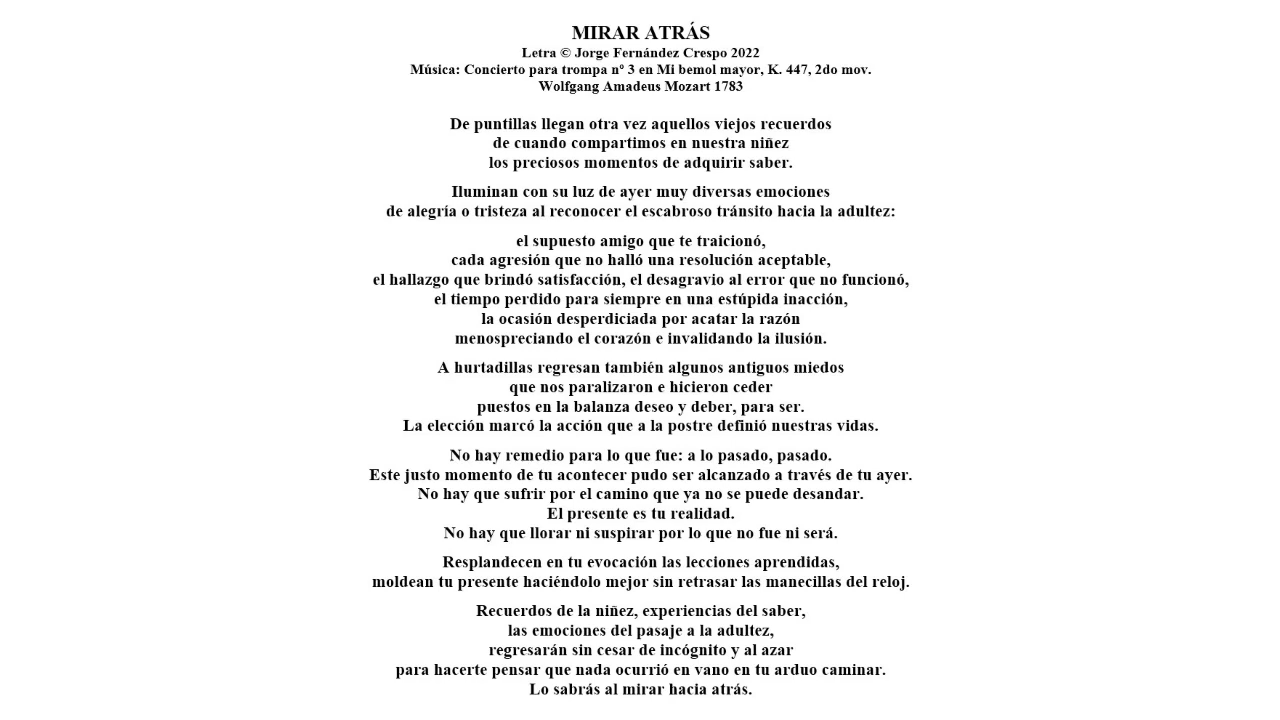 MIRAR ATRÁS
Letra © Jorge Fernández Crespo 2022
Música: Concierto para trompa nº 3 en Mi bemol mayor, K. 447, 2do mov.
Wolfgang Amadeus Mozart 1783
De puntillas llegan otra vez aquellos viejos recuerdos
de cuando compartimos en nuestra niñez
los preciosos momentos de adquirir saber.
Iluminan con su luz de ayer muy diversas emociones
de alegría o tristeza al reconocer el escabroso tránsito hacia la adultez:
el supuesto amigo que te traicionó,
cada agresión que no halló una resolución aceptable,
el hallazgo que brindó satisfacción, el desagravio al error que no funcionó,
el tiempo perdido para siempre en una estúpida inacción,
la ocasión desperdiciada por acatar la razón
menospreciando el corazón e invalidando la ilusión.
A hurtadillas regresan también algunos antiguos miedos
que nos paralizaron e hicieron ceder
puestos en la balanza deseo y deber, para ser.
La elección marcó la acción que a la postre definió nuestras vidas.
No hay remedio para lo que fue: a lo pasado, pasado.
Este justo momento de tu acontecer pudo ser alcanzado a través de tu ayer.
No hay que sufrir por el camino que ya no se puede desandar.
El presente es tu realidad.
No hay que llorar ni suspirar por lo que no fue ni será.
Resplandecen en tu evocación las lecciones aprendidas,
moldean tu presente haciéndolo mejor sin retrasar las manecillas del reloj.
Recuerdos de la niñez, experiencias del saber,
las emociones del pasaje a la adultez,
regresarán sin cesar de incógnito y al azar
para hacerte pensar que nada ocurrió en vano en tu arduo caminar.
Lo sabrás al mirar hacia atrás.